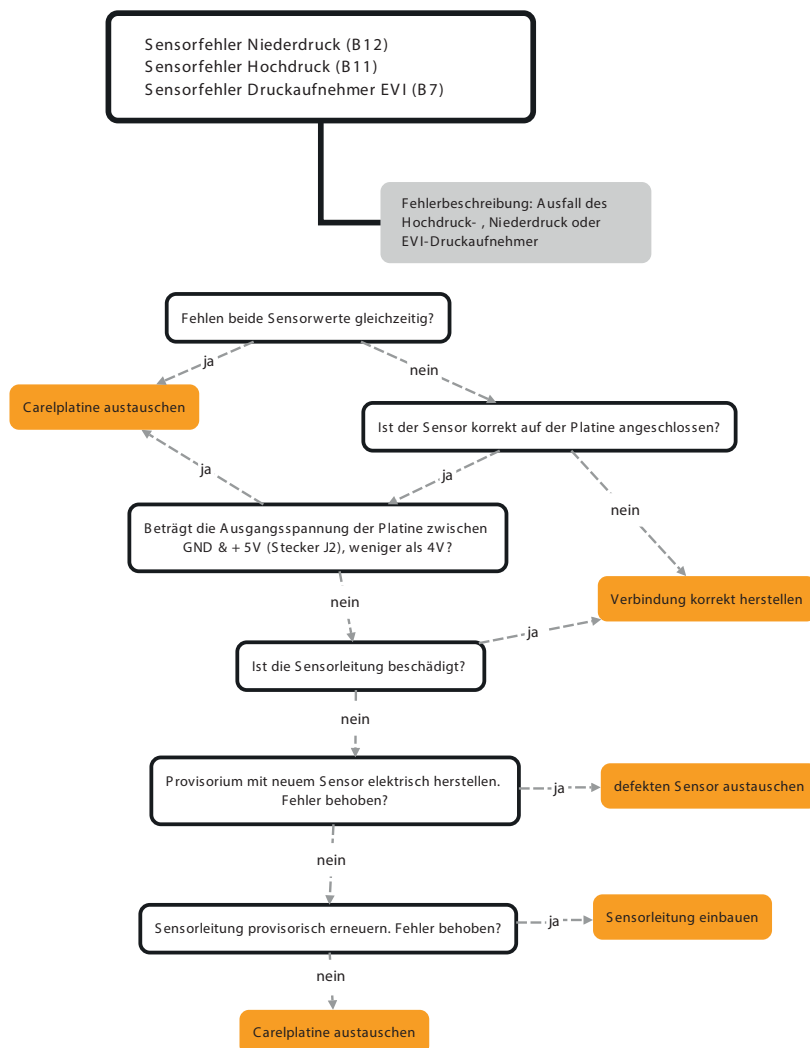 Sensorfehler Niederdruck (B12)
Sensorfehler Hochdruck (B11)
Sensorfehler Druckaufnehmer EVI (B7)
Fehlerbeschreibung: Ausfall des
Hochdruck- , Niederdruck oder
EVI-Druckaufnehmer
Fehlen beide Sensorwerte gleichzeitig?
ja
nein
Carelplatine austauschen
Ist der Sensor korrekt auf der Platine angeschlossen?
ja
ja
nein
Beträgt die Ausgangsspannung der Platine zwischen
GND & + 5V (Stecker J2), weniger als 4V?
nein
Verbindung korrekt herstellen
ja
Ist die Sensorleitung beschädigt?
nein
Provisorium mit neuem Sensor elektrisch herstellen.
Fehler behoben?
ja
defekten Sensor austauschen
nein
Sensorleitung provisorisch erneuern. Fehler behoben?
ja
Sensorleitung einbauen
nein
Carelplatine austauschen